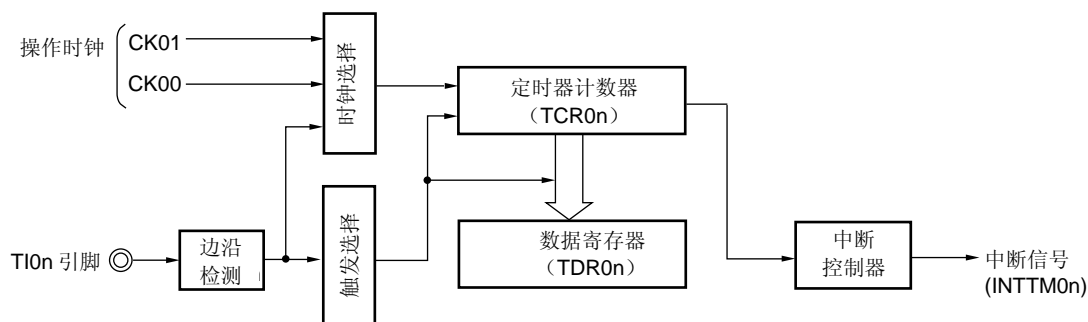 操作时钟
CK01
CK00
时钟选择
定时器计数器
（TCR0n）
触发选择
数据寄存器
（TDR0n）
TI0n 引脚
边沿
检测
中断
控制器
中断信号
(INTTM0n)